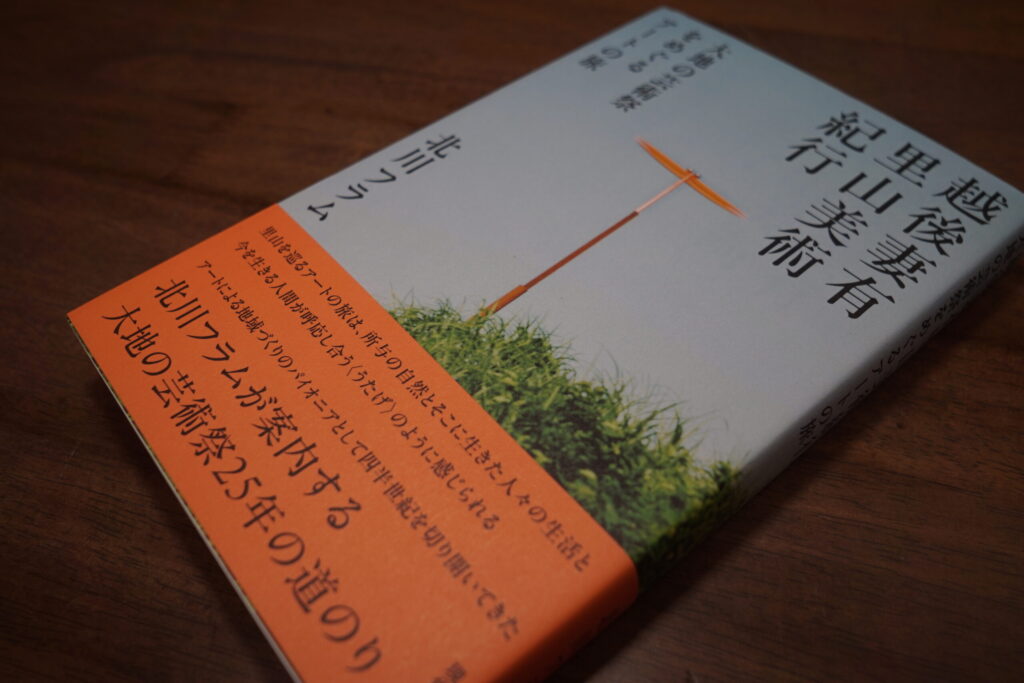 越後妻有
里山美術
紀行
大地の芸術祭
をめぐる
アートの旅
北川フラム
里山を巡るアートの旅は、所与の自然とそこに生きた人々の生活と
今を生きる人間が呼応し合う〈うたげ〉のように感じられる
アートによる地域づくりのパイオニアとして四半世紀を切り開いてきた
北川フラムが案内する
大地の芸術祭25年の道のり